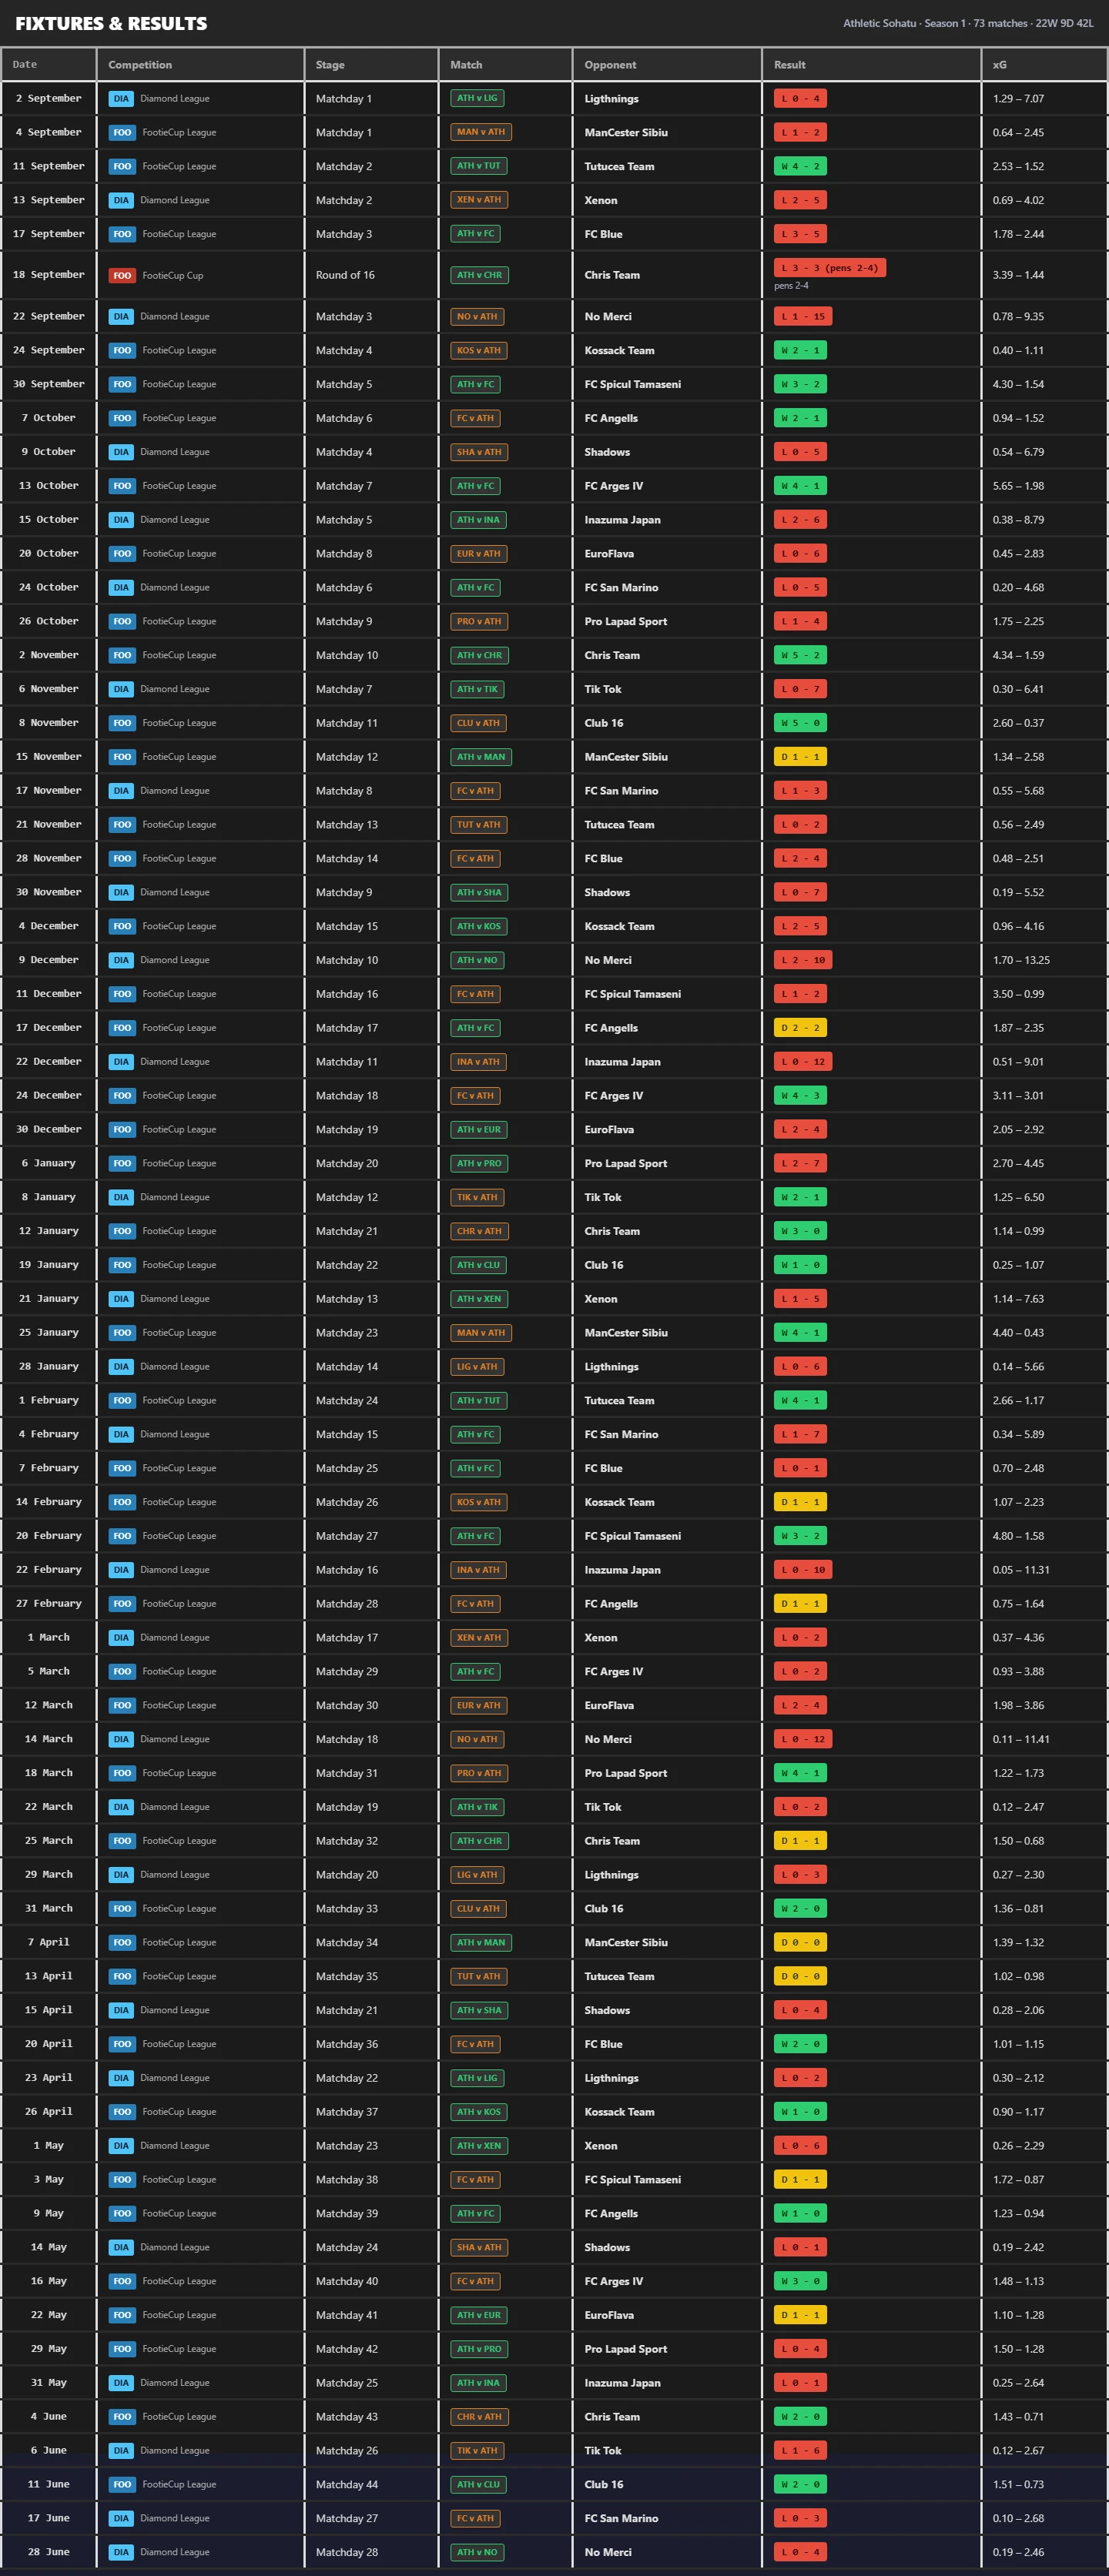 FIXTURES & RESULTS
Athletic Sohatu · Season 1 · 73 matches · 22W 9D 42L
Date Competition Stage Match Opponent Result xG
2 September DIA Diamond League Matchday 1 ATH v LIG Ligthnings L 0 - 4 1.29 – 7.07
4 September FOO FootieCup League Matchday 1 MAN v ATH ManCester Sibiu L 1 - 2 0.64 – 2.45
11 September FOO FootieCup League Matchday 2 ATH v TUT Tutucea Team W 4 - 2 2.53 – 1.52
13 September DIA Diamond League Matchday 2 XEN v ATH Xenon L 2 - 5 0.69 – 4.02
17 September FOO FootieCup League Matchday 3 ATH v FC FC Blue L 3 - 5 1.78 – 2.44
18 September FOO FootieCup Cup Round of 16 ATH v CHR Chris Team L 3 - 3 (pens 2-4) 3.39 – 1.44
pens 2-4
22 September DIA Diamond League Matchday 3 NO v ATH No Merci L 1 - 15 0.78 – 9.35
24 September FOO FootieCup League Matchday 4 KOS v ATH Kossack Team W 2 - 1 0.40 – 1.11
30 September FOO FootieCup League Matchday 5 ATH v FC FC Spicul Tamaseni W 3 - 2 4.30 – 1.54
7 October FOO FootieCup League Matchday 6 FC v ATH FC Angells W 2 - 1 0.94 – 1.52
9 October DIA Diamond League Matchday 4 SHA v ATH Shadows L 0 - 5 0.54 – 6.79
13 October FOO FootieCup League Matchday 7 ATH v FC FC Arges IV W 4 - 1 5.65 – 1.98
15 October DIA Diamond League Matchday 5 ATH v INA Inazuma Japan L 2 - 6 0.38 – 8.79
20 October FOO FootieCup League Matchday 8 EUR v ATH EuroFlava L 0 - 6 0.45 – 2.83
24 October DIA Diamond League Matchday 6 ATH v FC FC San Marino L 0 - 5 0.20 – 4.68
26 October FOO FootieCup League Matchday 9 PRO v ATH Pro Lapad Sport L 1 - 4 1.75 – 2.25
2 November FOO FootieCup League Matchday 10 ATH v CHR Chris Team W 5 - 2 4.34 – 1.59
6 November DIA Diamond League Matchday 7 ATH v TIK Tik Tok L 0 - 7 0.30 – 6.41
8 November FOO FootieCup League Matchday 11 CLU v ATH Club 16 W 5 - 0 2.60 – 0.37
15 November FOO FootieCup League Matchday 12 ATH v MAN ManCester Sibiu D 1 - 1 1.34 – 2.58
17 November DIA Diamond League Matchday 8 FC v ATH FC San Marino L 1 - 3 0.55 – 5.68
21 November FOO FootieCup League Matchday 13 TUT v ATH Tutucea Team L 0 - 2 0.56 – 2.49
28 November FOO FootieCup League Matchday 14 FC v ATH FC Blue L 2 - 4 0.48 – 2.51
30 November DIA Diamond League Matchday 9 ATH v SHA Shadows L 0 - 7 0.19 – 5.52
4 December FOO FootieCup League Matchday 15 ATH v KOS Kossack Team L 2 - 5 0.96 – 4.16
9 December DIA Diamond League Matchday 10 ATH v NO No Merci L 2 - 10 1.70 – 13.25
11 December FOO FootieCup League Matchday 16 FC v ATH FC Spicul Tamaseni L 1 - 2 3.50 – 0.99
17 December FOO FootieCup League Matchday 17 ATH v FC FC Angells D 2 - 2 1.87 – 2.35
22 December DIA Diamond League Matchday 11 INA v ATH Inazuma Japan L 0 - 12 0.51 – 9.01
24 December FOO FootieCup League Matchday 18 FC v ATH FC Arges IV W 4 - 3 3.11 – 3.01
30 December FOO FootieCup League Matchday 19 ATH v EUR EuroFlava L 2 - 4 2.05 – 2.92
6 January FOO FootieCup League Matchday 20 ATH v PRO Pro Lapad Sport L 2 - 7 2.70 – 4.45
8 January DIA Diamond League Matchday 12 TIK v ATH Tik Tok W 2 - 1 1.25 – 6.50
12 January FOO FootieCup League Matchday 21 CHR v ATH Chris Team W 3 - 0 1.14 – 0.99
19 January FOO FootieCup League Matchday 22 ATH v CLU Club 16 W 1 - 0 0.25 – 1.07
21 January DIA Diamond League Matchday 13 ATH v XEN Xenon L 1 - 5 1.14 – 7.63
25 January FOO FootieCup League Matchday 23 MAN v ATH ManCester Sibiu W 4 - 1 4.40 – 0.43
28 January DIA Diamond League Matchday 14 LIG v ATH Ligthnings L 0 - 6 0.14 – 5.66
1 February FOO FootieCup League Matchday 24 ATH v TUT Tutucea Team W 4 - 1 2.66 – 1.17
4 February DIA Diamond League Matchday 15 ATH v FC FC San Marino L 1 - 7 0.34 – 5.89
7 February FOO FootieCup League Matchday 25 ATH v FC FC Blue L 0 - 1 0.70 – 2.48
14 February FOO FootieCup League Matchday 26 KOS v ATH Kossack Team D 1 - 1 1.07 – 2.23
20 February FOO FootieCup League Matchday 27 ATH v FC FC Spicul Tamaseni W 3 - 2 4.80 – 1.58
22 February DIA Diamond League Matchday 16 INA v ATH Inazuma Japan L 0 - 10 0.05 – 11.31
27 February FOO FootieCup League Matchday 28 FC v ATH FC Angells D 1 - 1 0.75 – 1.64
1 March DIA Diamond League Matchday 17 XEN v ATH Xenon L 0 - 2 0.37 – 4.36
5 March FOO FootieCup League Matchday 29 ATH v FC FC Arges IV L 0 - 2 0.93 – 3.88
12 March FOO FootieCup League Matchday 30 EUR v ATH EuroFlava L 2 - 4 1.98 – 3.86
14 March DIA Diamond League Matchday 18 NO v ATH No Merci L 0 - 12 0.11 – 11.41
18 March FOO FootieCup League Matchday 31 PRO v ATH Pro Lapad Sport W 4 - 1 1.22 – 1.73
22 March DIA Diamond League Matchday 19 ATH v TIK Tik Tok L 0 - 2 0.12 – 2.47
25 March FOO FootieCup League Matchday 32 ATH v CHR Chris Team D 1 - 1 1.50 – 0.68
29 March DIA Diamond League Matchday 20 LIG v ATH Ligthnings L 0 - 3 0.27 – 2.30
31 March FOO FootieCup League Matchday 33 CLU v ATH Club 16 W 2 - 0 1.36 – 0.81
7 April FOO FootieCup League Matchday 34 ATH v MAN ManCester Sibiu D 0 - 0 1.39 – 1.32
13 April FOO FootieCup League Matchday 35 TUT v ATH Tutucea Team D 0 - 0 1.02 – 0.98
15 April DIA Diamond League Matchday 21 ATH v SHA Shadows L 0 - 4 0.28 – 2.06
20 April FOO FootieCup League Matchday 36 FC v ATH FC Blue W 2 - 0 1.01 – 1.15
23 April DIA Diamond League Matchday 22 ATH v LIG Ligthnings L 0 - 2 0.30 – 2.12
26 April FOO FootieCup League Matchday 37 ATH v KOS Kossack Team W 1 - 0 0.90 – 1.17
1 May DIA Diamond League Matchday 23 ATH v XEN Xenon L 0 - 6 0.26 – 2.29
3 May FOO FootieCup League Matchday 38 FC v ATH FC Spicul Tamaseni D 1 - 1 1.72 – 0.87
9 May FOO FootieCup League Matchday 39 ATH v FC FC Angells W 1 - 0 1.23 – 0.94
14 May DIA Diamond League Matchday 24 SHA v ATH Shadows L 0 - 1 0.19 – 2.42
16 May FOO FootieCup League Matchday 40 FC v ATH FC Arges IV W 3 - 0 1.48 – 1.13
22 May FOO FootieCup League Matchday 41 ATH v EUR EuroFlava D 1 - 1 1.10 – 1.28
29 May FOO FootieCup League Matchday 42 ATH v PRO Pro Lapad Sport L 0 - 4 1.50 – 1.28
31 May DIA Diamond League Matchday 25 ATH v INA Inazuma Japan L 0 - 1 0.25 – 2.64
4 June FOO FootieCup League Matchday 43 CHR v ATH Chris Team W 2 - 0 1.43 – 0.71
6 June DIA Diamond League Matchday 26 TIK v ATH Tik Tok L 1 - 6 0.12 – 2.67
11 June FOO FootieCup League Matchday 44 ATH v CLU Club 16 W 2 - 0 1.51 – 0.73
17 June DIA Diamond League Matchday 27 FC v ATH FC San Marino L 0 - 3 0.10 – 2.68
28 June DIA Diamond League Matchday 28 ATH v NO No Merci L 0 - 4 0.19 – 2.46